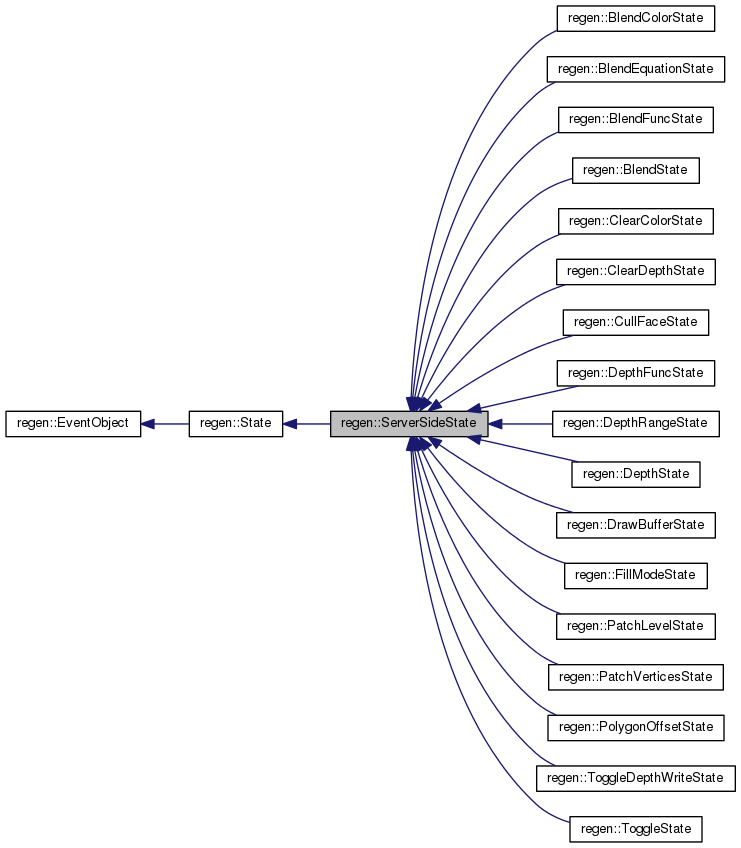 regen::BlendColorState
regen::BlendEquationState
regen::BlendFuncState
regen::BlendState
regen::ClearColorState
regen::ClearDepthState
regen::CullFaceState
regen::DepthFuncState
regen::EventObject
regen::State
regen::ServerSideState
regen::DepthRangeState
regen::DepthState
regen::DrawBufferState
regen::FillModeState
regen::PatchLevelState
regen::PatchVerticesState
regen::PolygonOffsetState
regen::ToggleDepthWriteState
regen::ToggleState